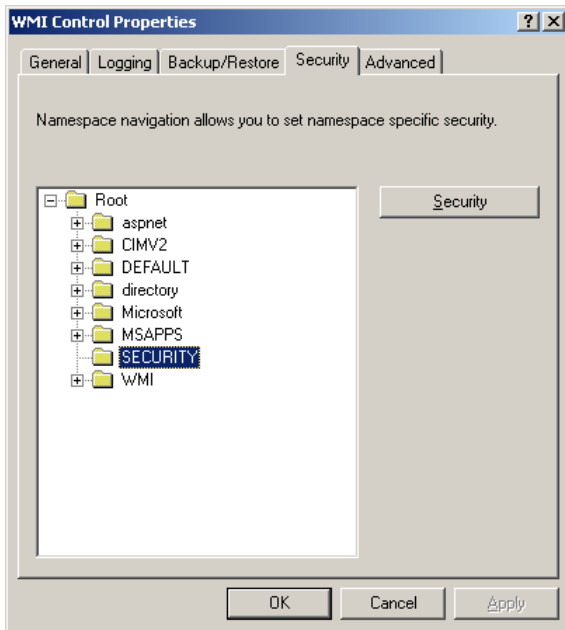 WMI Control Properties
General Logging Backup/Restore Security Advanced
Namespace navigation allows you to set namespace specific security.
Root
aspnet
CIMV2
DEFAULT
directory
Microsoft
MSAPPS
SECURITY
WMI
Security
OK Cancel Apply